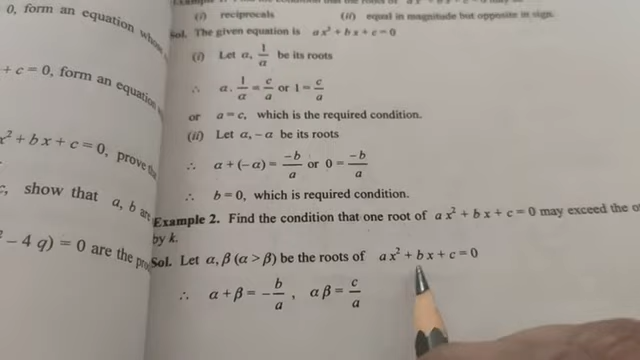 0, form an equation whose
+ c = 0, form an equation
x² + b x + c = 0, prove the
c, show that a, b are
² − 4 q) = 0 are the
(i) reciprocals (ii) equal in magnitude but opposite in sign.
Sol. The given equation is a x² + b x + c = 0
(i) Let α, 1/α be its roots
∴ α . 1/α = c/a or 1 = c/a
or a = c, which is the required condition.
(ii) Let α, − α be its roots
∴ α + (−α) = −b/a or 0 = −b/a
∴ b = 0, which is required condition.
Example 2. Find the condition that one root of a x² + b x + c = 0 may exceed the
by k.
Sol. Let α, β (α > β) be the roots of a x² + b x + c = 0
∴ α + β = − b/a , α β = c/a